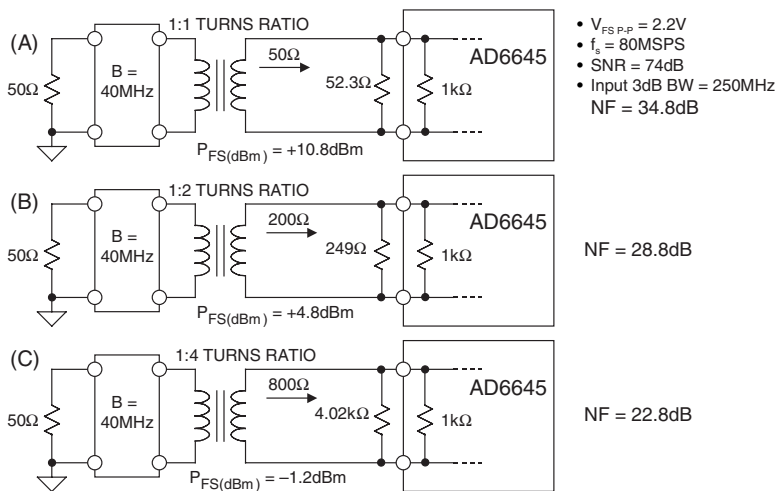 (A)
1:1 TURNS RATIO
50Ω
B =
40MHz
50Ω
52.3Ω
1kΩ
AD6645
P_FS(dBm) = +10.8dBm
• V_FS P-P = 2.2V
• f_s = 80MSPS
• SNR = 74dB
• Input 3dB BW = 250MHz
NF = 34.8dB
(B)
1:2 TURNS RATIO
50Ω
B =
40MHz
200Ω
249Ω
1kΩ
AD6645
P_FS(dBm) = +4.8dBm
NF = 28.8dB
(C)
1:4 TURNS RATIO
50Ω
B =
40MHz
800Ω
4.02kΩ
1kΩ
AD6645
P_FS(dBm) = –1.2dBm
NF = 22.8dB